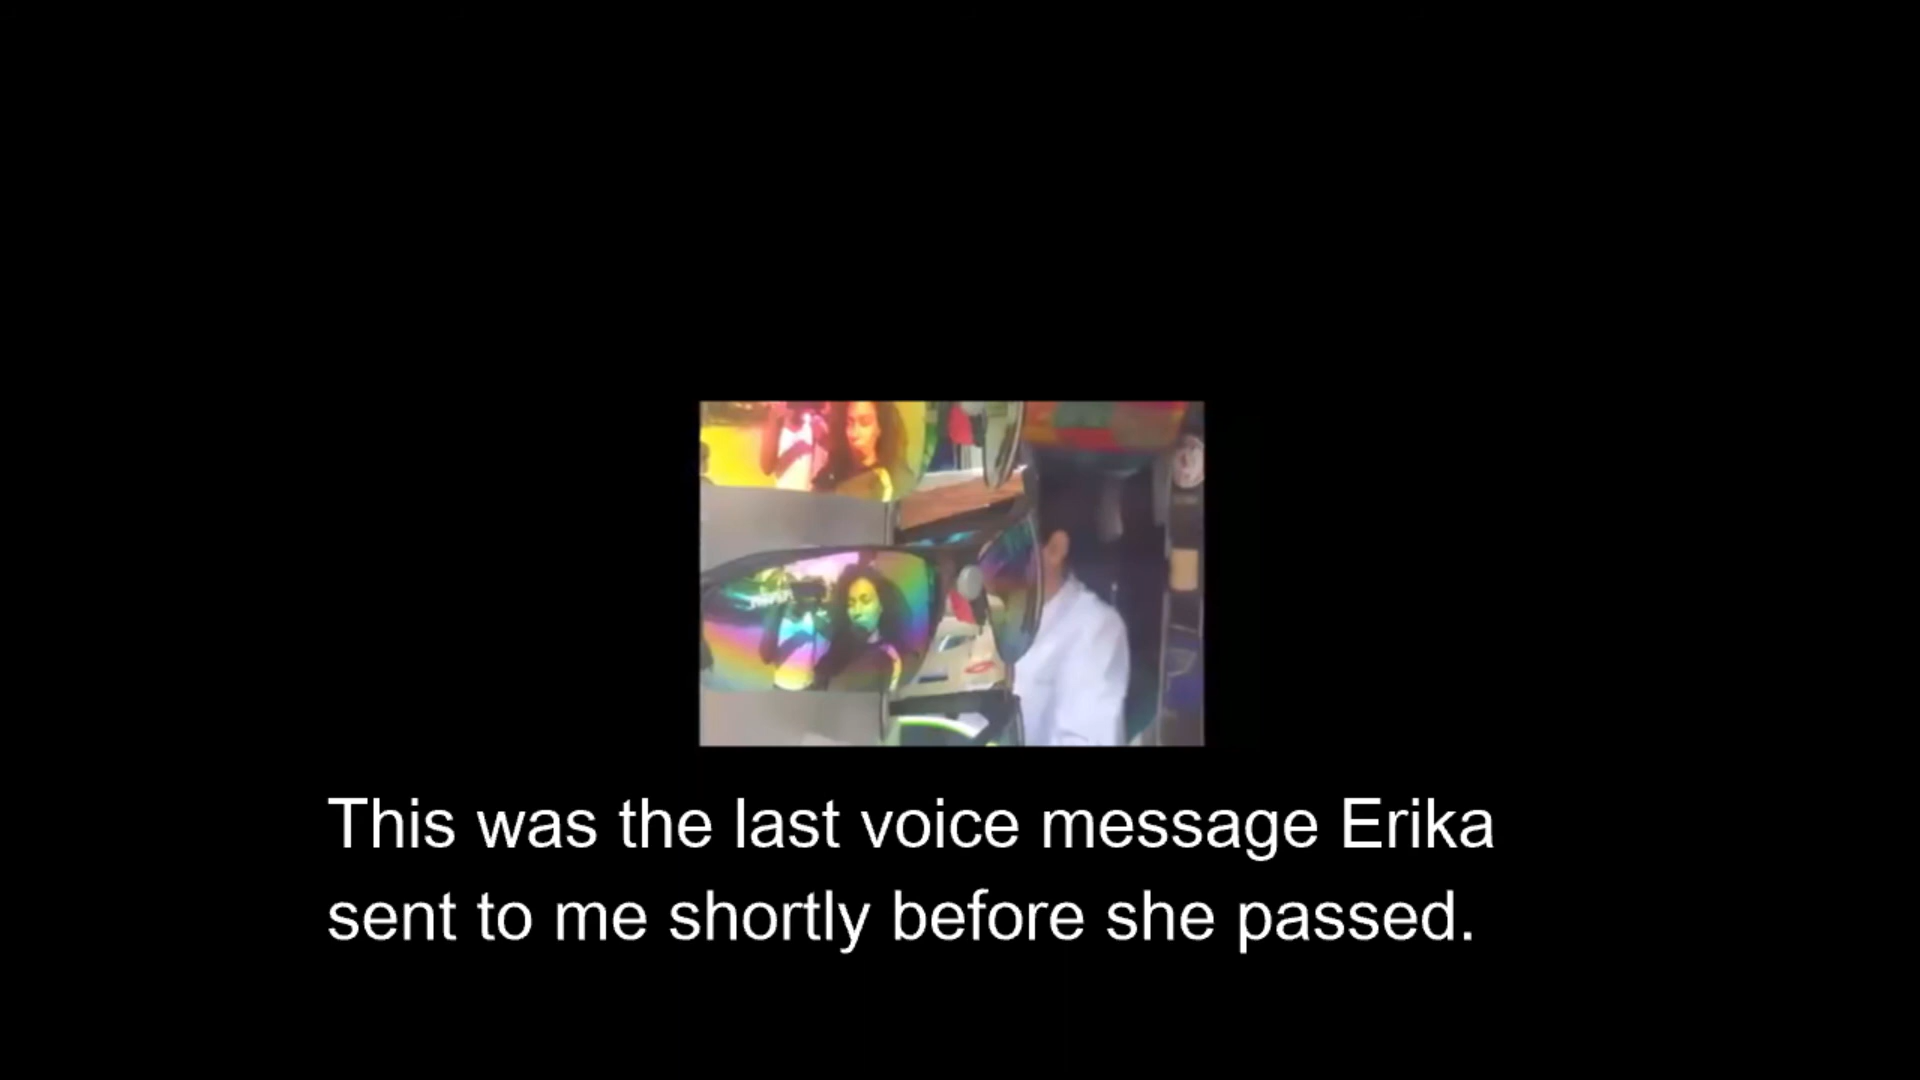 This was the last voice message Erika
sent to me shortly before she passed.